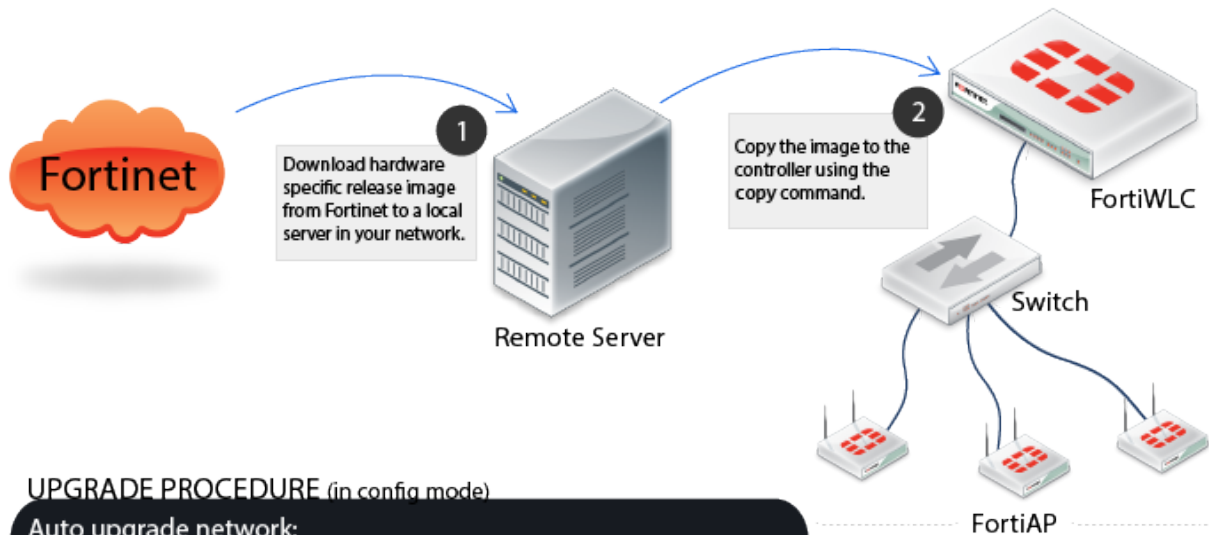 Fortinet
1
Download hardware
specific release image
from Fortinet to a local
server in your network.
Remote Server
2
Copy the image to the
controller using the
copy command.
FortiWLC
Switch
FortiAP
UPGRADE PROCEDURE (in config mode)
Auto upgrade network: